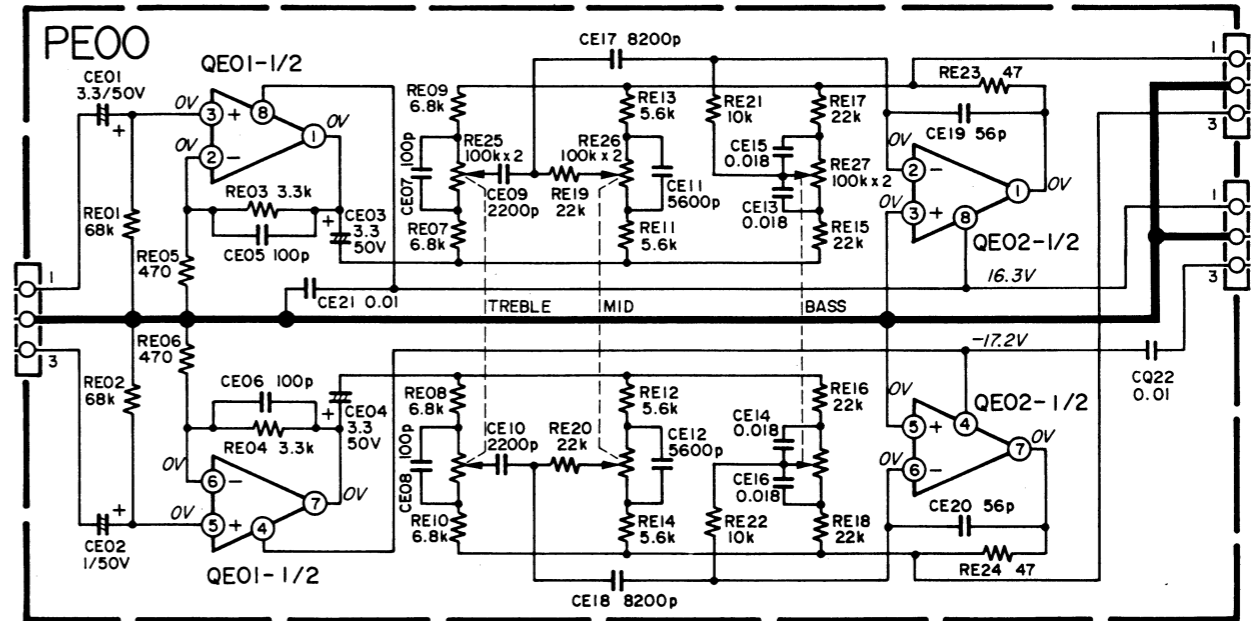 PE00
CE17 8200p
1
QE01-1/2
CE01
3.3/50V
RE23 47
RE09
6.8k
RE13
5.6k
RE21
10k
RE17
22k
0V
3
+
8
0V
+
1
CE19 56p
3
RE25
100k×2
RE26
100k×2
CE15
0.018
0V
2
−
CE07 100p
RE27
100k×2
0V
2
−
1
0V
RE03 3.3k
CE09
2200p
RE19
22k
CE11
5600p
CE13
0.018
0V
3
+
8
1
RE01
68k
+
CE03
3.3
50V
RE07
6.8k
RE11
5.6k
RE15
22k
QE02-1/2
CE05 100p
RE05
470
3
1
16.3V
CE21 0.01
TREBLE
MID
BASS
3
RE06
470
-17.2V
RE02
68k
CE06 100p
CQ22
0.01
RE08
6.8k
RE12
5.6k
RE16
22k
+
CE04
3.3
50V
QE02-1/2
CE14
0.018
0V
5
+
4
RE04 3.3k
CE10
2200p
RE20
22k
CE12
5600p
7
0V
CE08 100p
0V
6
−
0V
6
−
CE16
0.018
7
0V
+
0V
5
+
4
CE20 56p
RE10
6.8k
RE14
5.6k
RE22
10k
RE18
22k
CE02
1/50V
RE24 47
QE01-1/2
CE18 8200p